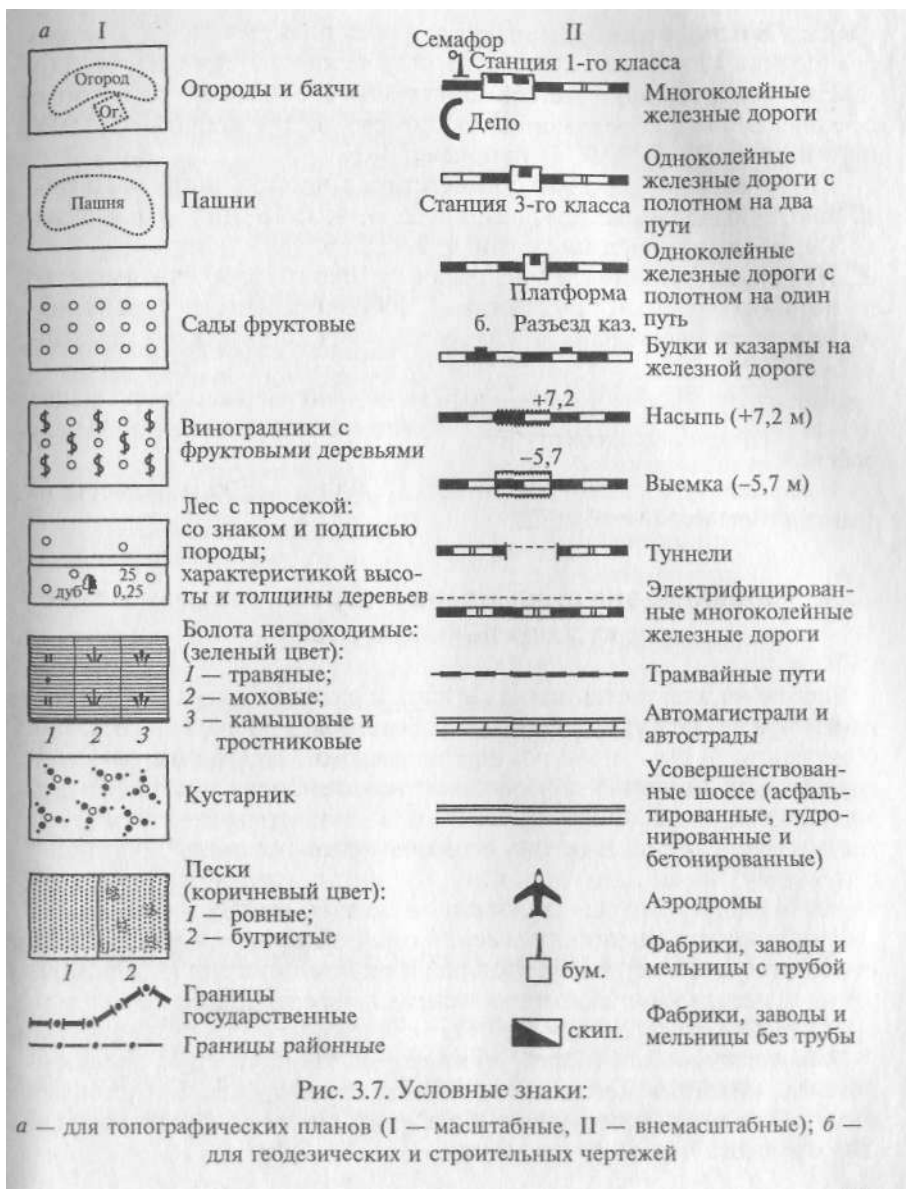 а I
Огород
Ог.
Огороды и бахчи
Пашня
Пашни
Сады фруктовые
Виноградники с
фруктовыми деревьями
Лес с просекой:
со знаком и подписью
породы;
характеристикой высо-
ты и толщины деревьев
дуб 25
0,25
Болота непроходимые:
(зеленый цвет):
1 — травяные;
2 — моховые;
3 — камышовые и
тростниковые
1 2 3
Кустарник
Пески
(коричневый цвет):
1 — ровные;
2 — бугристые
1 2
Границы
государственные
Границы районные
II
Семафор
Станция 1-го класса
Депо
Многоколейные
железные дороги
Станция 3-го класса
Одноколейные
железные дороги с
полотном на два
пути
Платформа
Одноколейные
железные дороги с
полотном на один
путь
б. Разъезд каз.
Будки и казармы на
железной дороге
+7,2
Насыпь (+7,2 м)
−5,7
Выемка (−5,7 м)
Туннели
Электрифицирован-
ные многоколейные
железные дороги
Трамвайные пути
Автомагистрали и
автострады
Усовершенствован-
ные шоссе (асфаль-
тированные, гудро-
нированные и
бетонированные)
Аэродромы
бум.
Фабрики, заводы и
мельницы с трубой
скип.
Фабрики, заводы и
мельницы без трубы
Рис. 3.7. Условные знаки:
а — для топографических планов (I — масштабные, II — внемасштабные); б —
для геодезических и строительных чертежей